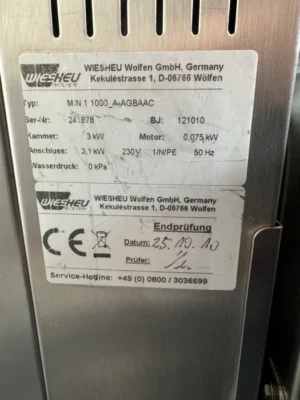 WIESHEU
WIESHEU Wolfen GmbH, Germany
Kekuléstrasse 1, D-06766 Wolfen
Typ: MIN 1 1000_A-AGBAAC
Ser-Nr: 241878 BJ: 121010
Kammer: 3 kW Motor: 0,075 kW
Anschluss: 3,1 kW 230V 1/N/PE 50 Hz
Wasserdruck: 0 kPa
WIESHEU
WIESHEU Wolfen GmbH, Germany
Kekuléstrasse 1, D-06766 Wolfen
CE
Endprüfung
Datum: 25.10.10
Prüfer:
Service-Hotline: +49 (0) 0800 / 3036699